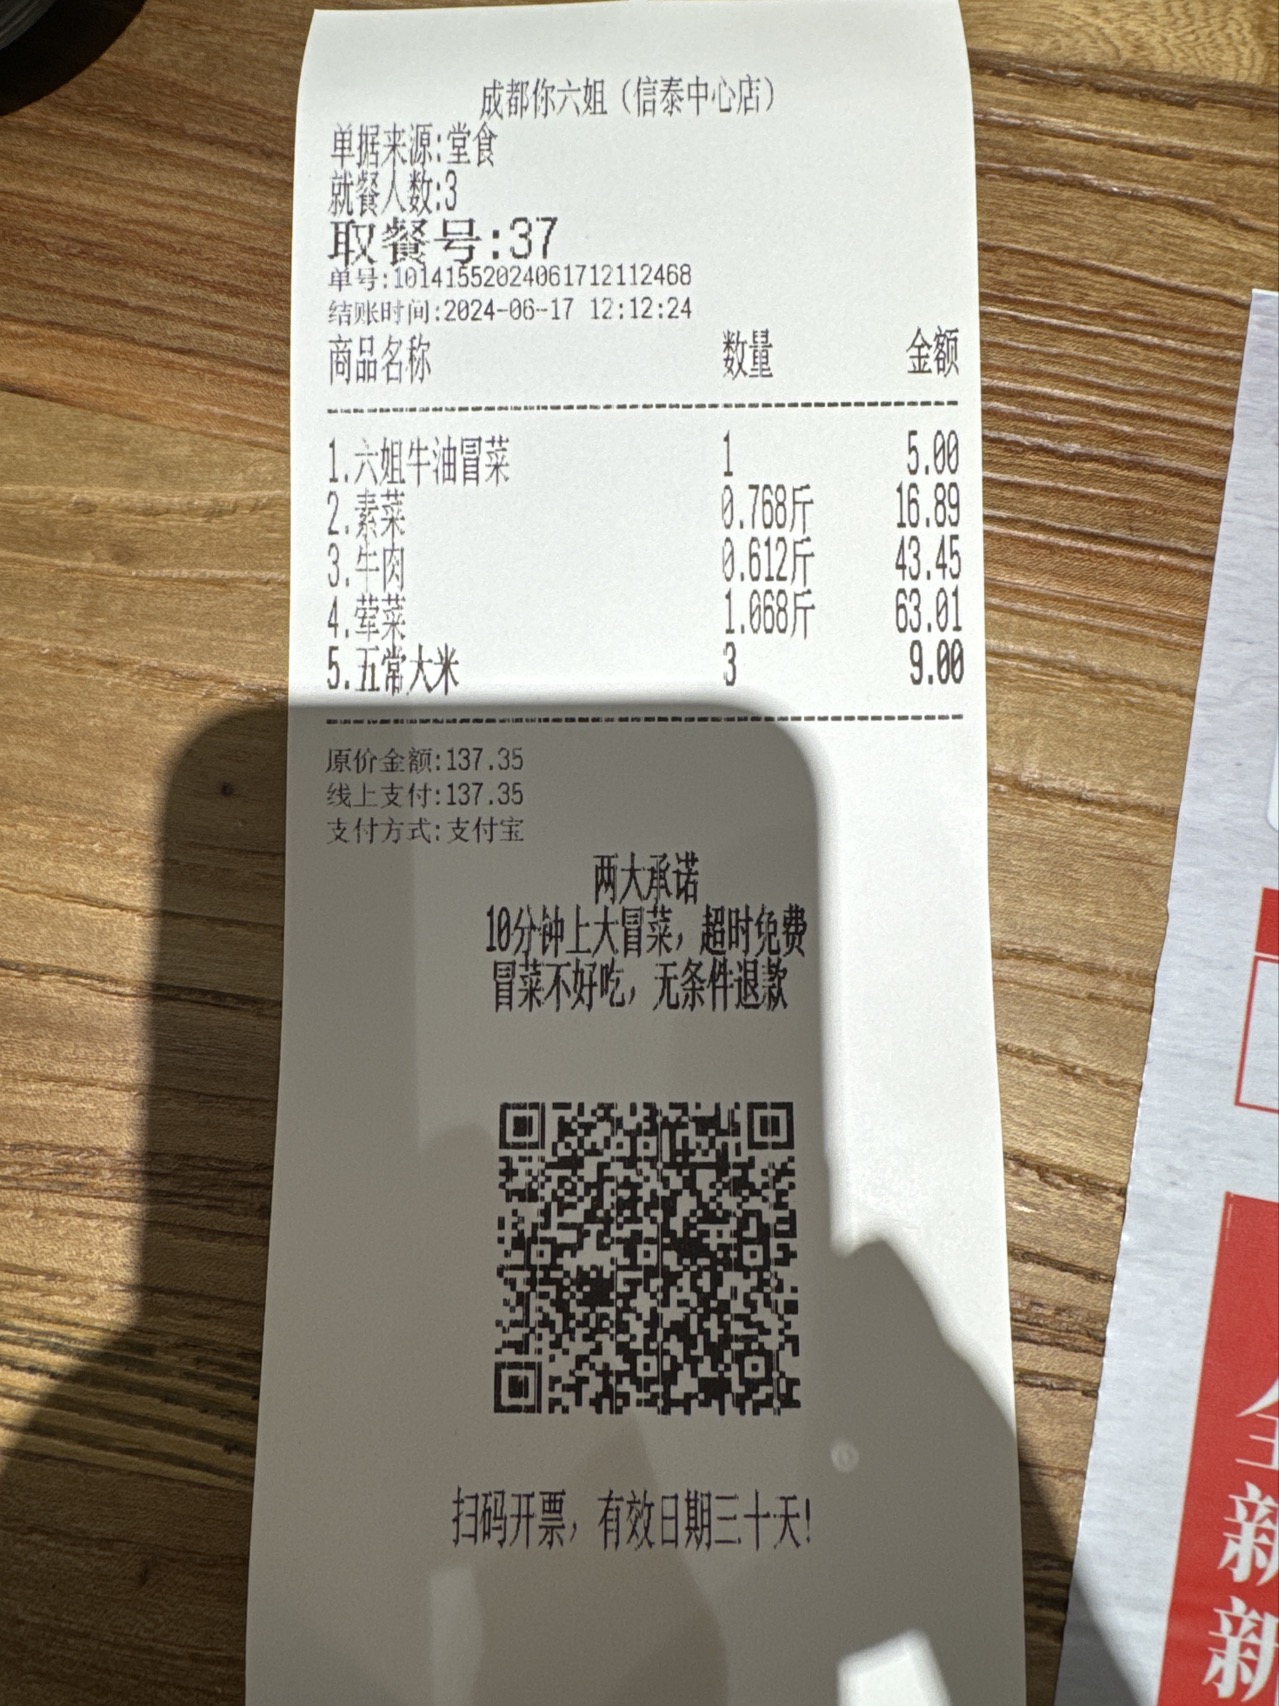 成都你六姐（信泰中心店）
单据来源:堂食
就餐人数:3
取餐号:37
单号:10141552024061712112468
结账时间:2024-06-17 12:12:24
商品名称 数量 金额
1.六姐牛油冒菜 1 5.00
2.素菜 0.768斤 16.89
3.牛肉 0.612斤 43.45
4.荤菜 1.068斤 63.01
5.五常大米 3 9.00
原价金额:137.35
线上支付:137.35
支付方式:支付宝
两大承诺
10分钟上大冒菜，超时免费
冒菜不好吃，无条件退款
扫码开票，有效日期三十天!
新
新